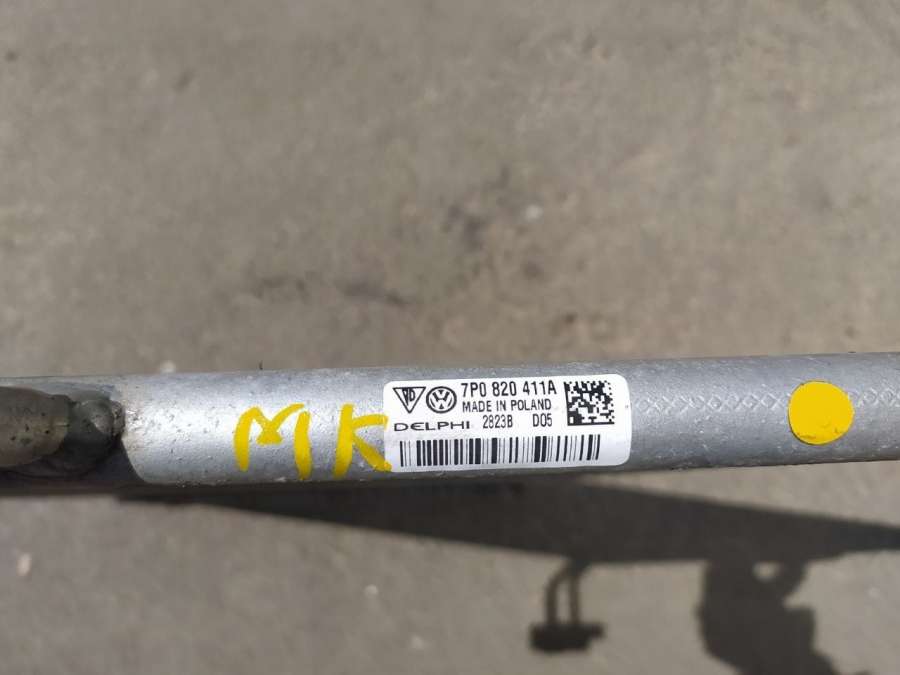 7P0 820 411A
MADE IN POLAND
DELPHI 2823B D05
MK